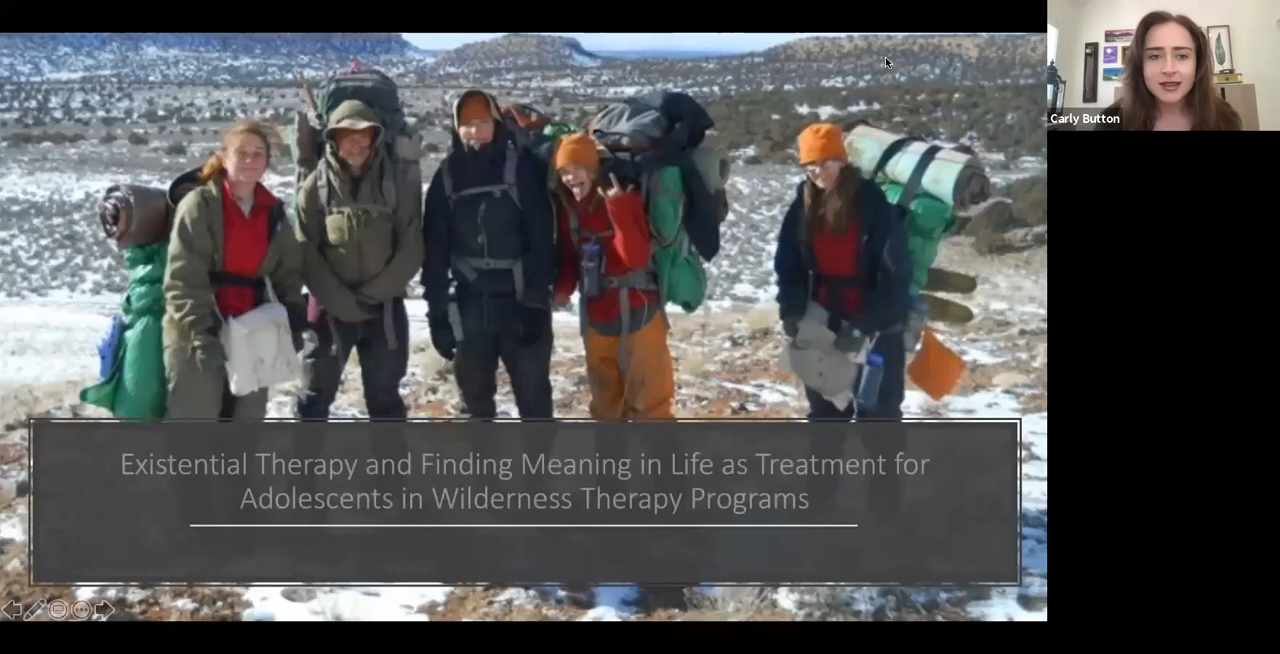 Carly Button
Existential Therapy and Finding Meaning in Life as Treatment for
Adolescents in Wilderness Therapy Programs